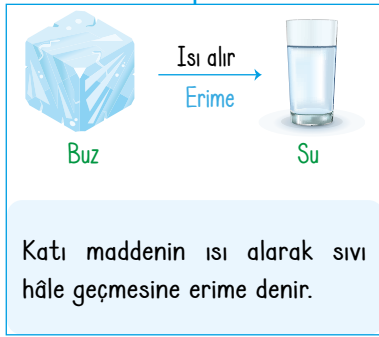 Isı alır
Erime
Buz
Su
Katı maddenin ısı alarak sıvı
hâle geçmesine erime denir.